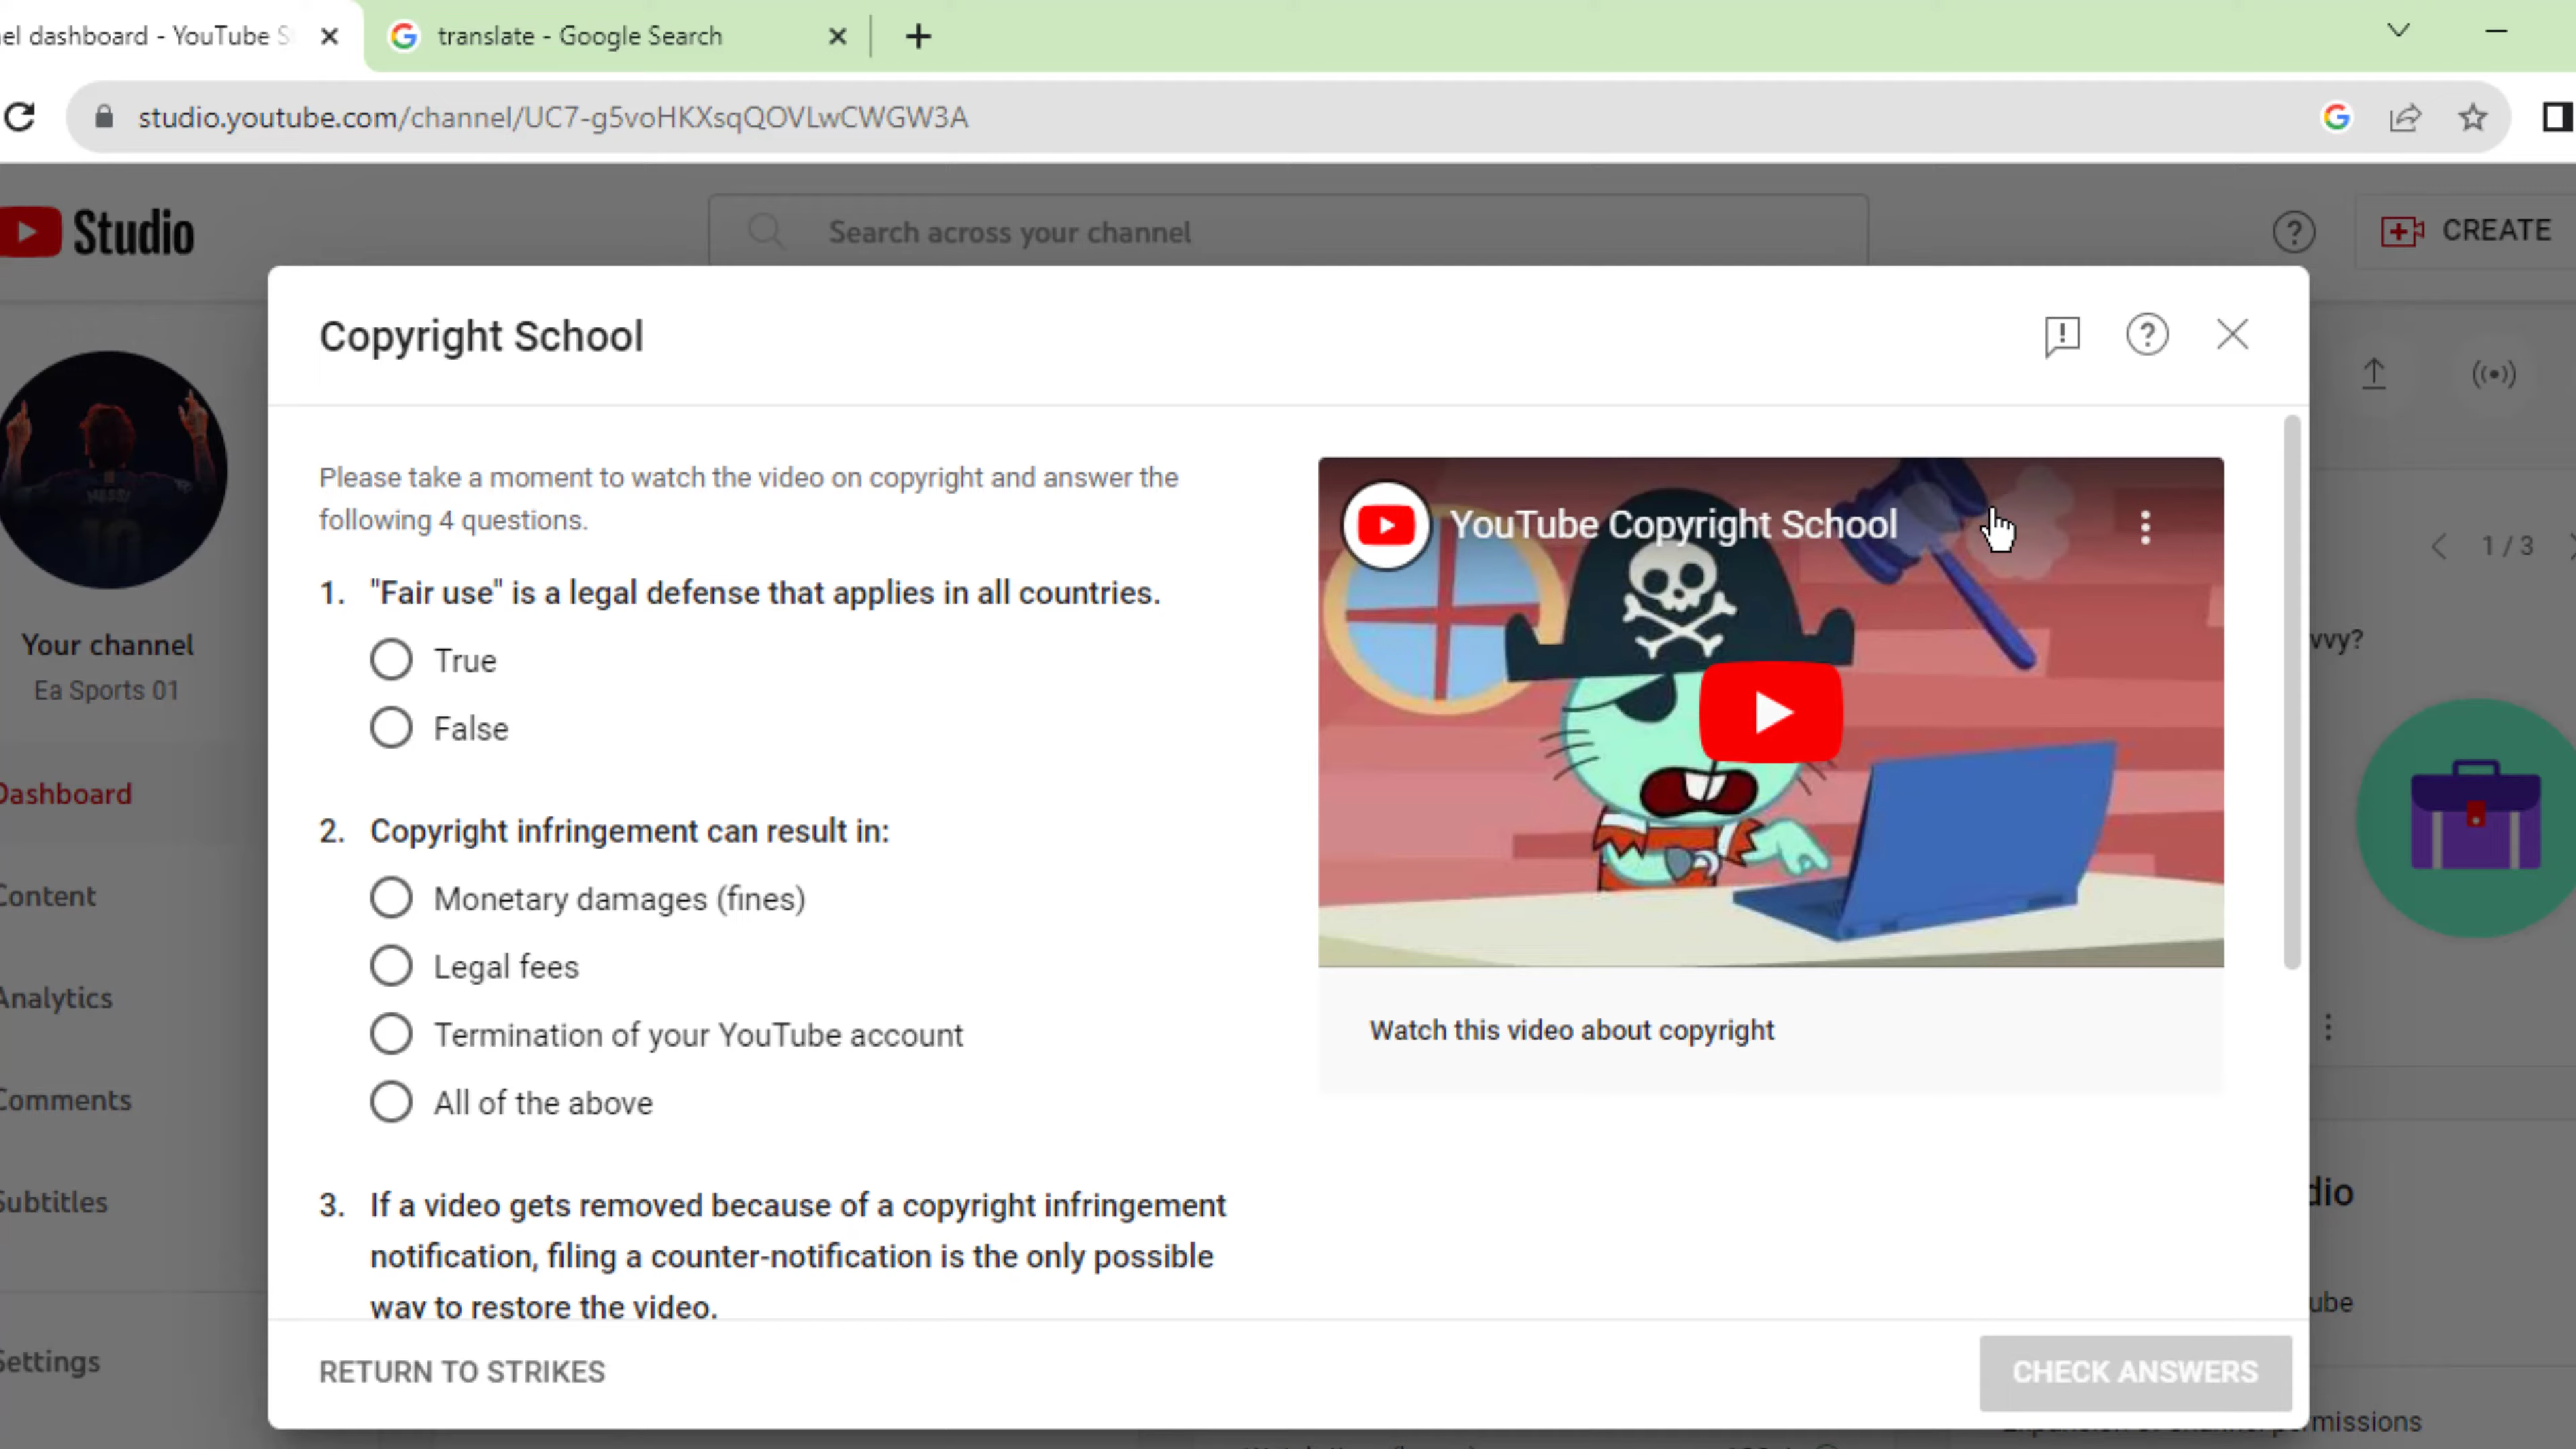 el dashboard - YouTube S
translate - Google Search
studio.youtube.com/channel/UC7-g5voHKXsqQOVLwCWGW3A
Studio
Search across your channel
CREATE
Copyright School
Please take a moment to watch the video on copyright and answer the
following 4 questions.
1. "Fair use" is a legal defense that applies in all countries.
True
False
2. Copyright infringement can result in:
Monetary damages (fines)
Legal fees
Termination of your YouTube account
All of the above
3. If a video gets removed because of a copyright infringement
notification, filing a counter-notification is the only possible
way to restore the video.
YouTube Copyright School
Watch this video about copyright
RETURN TO STRIKES
CHECK ANSWERS
MESSI
10
Your channel
Ea Sports 01
Dashboard
Content
Analytics
Comments
Subtitles
Settings
1 / 3
vvy?
dio
ube
missions